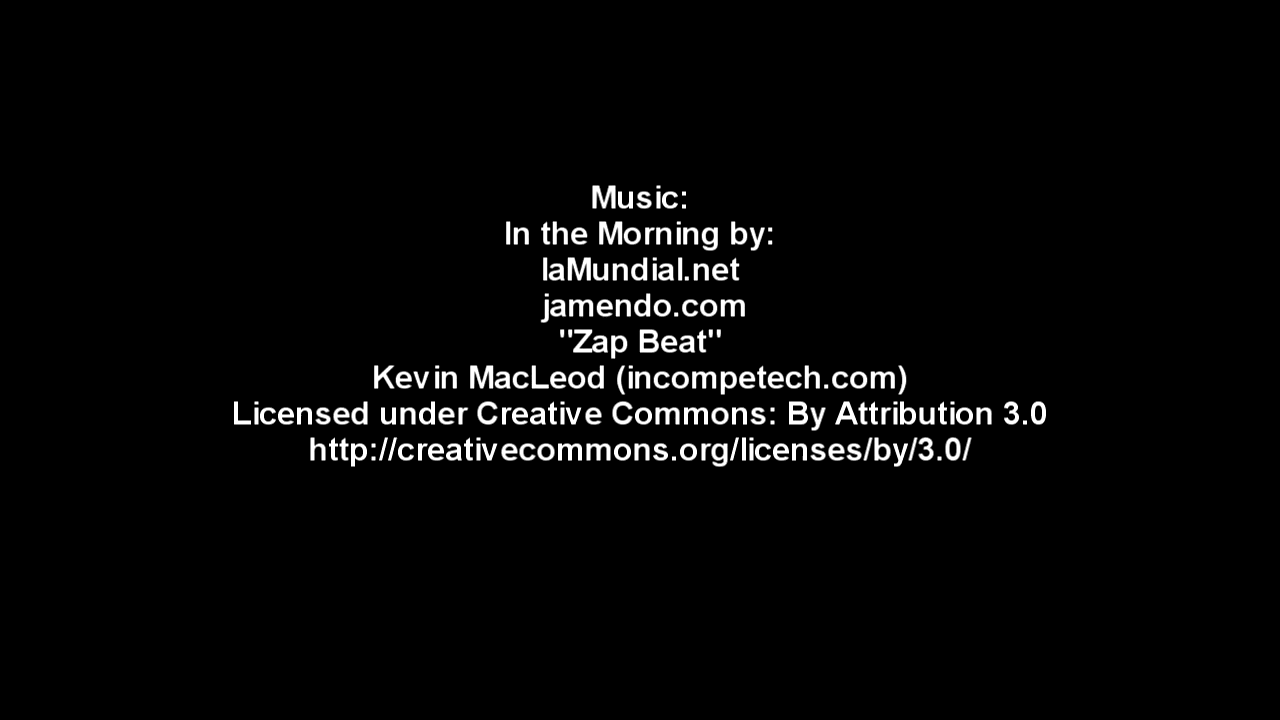 Music:
In the Morning by:
laMundial.net
jamendo.com
"Zap Beat"
Kevin MacLeod (incompetech.com)
Licensed under Creative Commons: By Attribution 3.0
http://creativecommons.org/licenses/by/3.0/